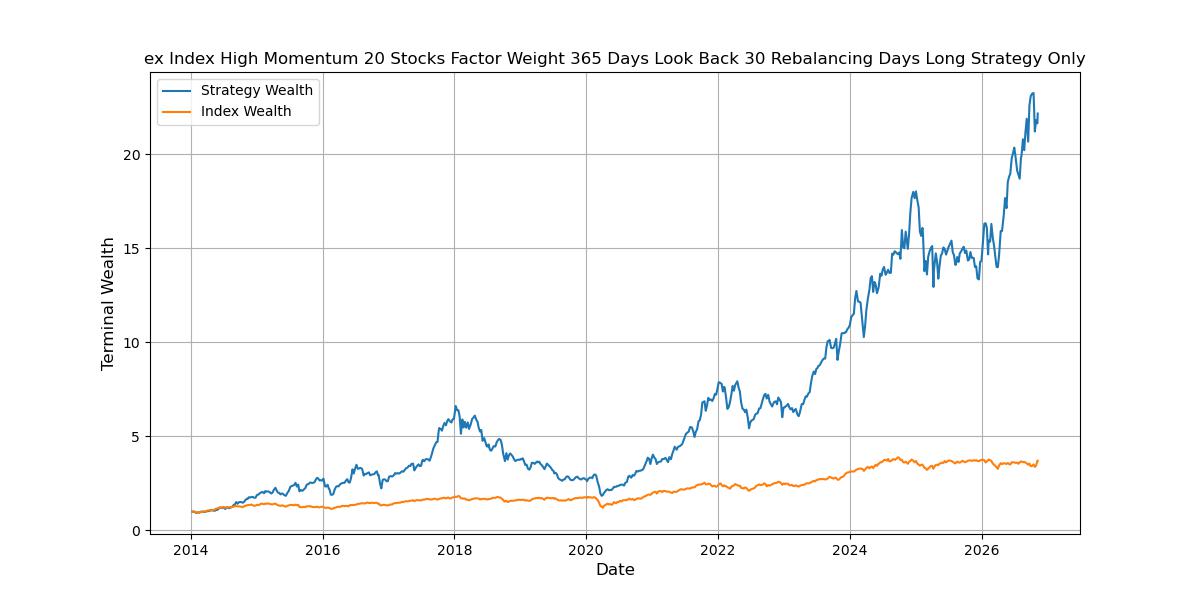 ex Index High Momentum 20 Stocks Factor Weight 365 Days Look Back 30 Rebalancing Days Long Strategy Only
Strategy Wealth
Index Wealth
Terminal Wealth
20
15
10
5
0
2014 2016 2018 2020 2022 2024 2026
Date